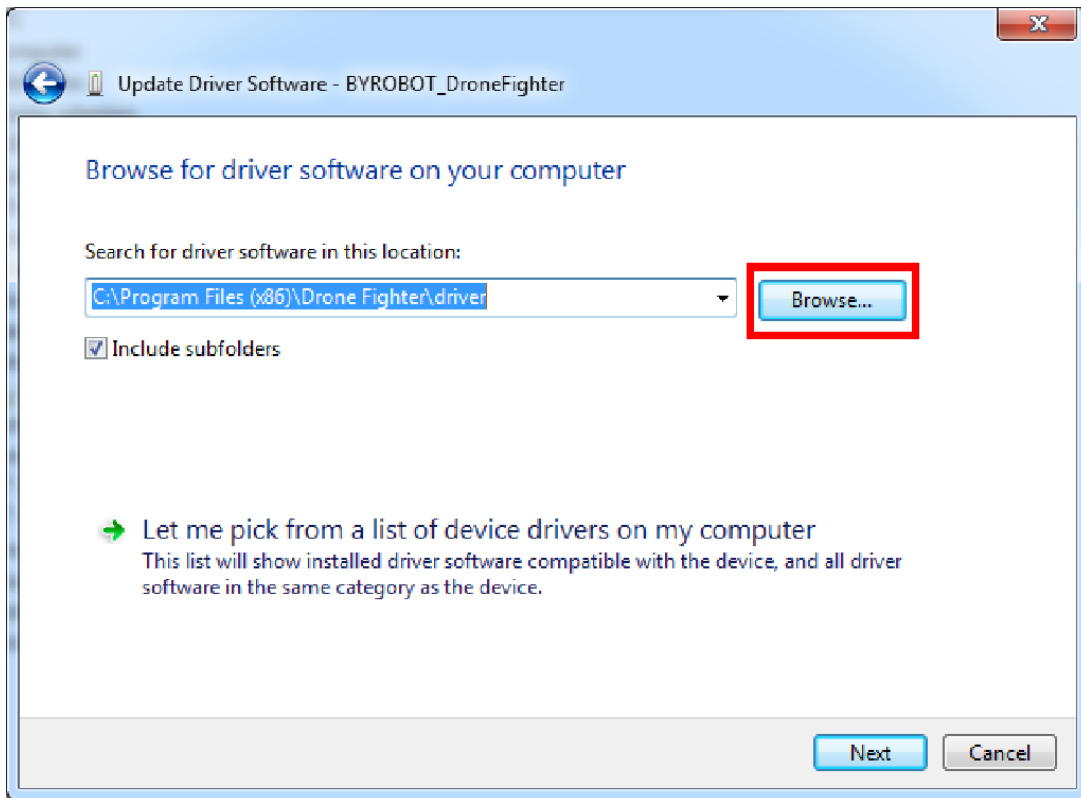 Update Driver Software - BYROBOT_DroneFighter
Browse for driver software on your computer
Search for driver software in this location:
C:\Program Files (x86)\Drone Fighter\driver
Browse...
Include subfolders
Let me pick from a list of device drivers on my computer
This list will show installed driver software compatible with the device, and all driver
software in the same category as the device.
Next
Cancel